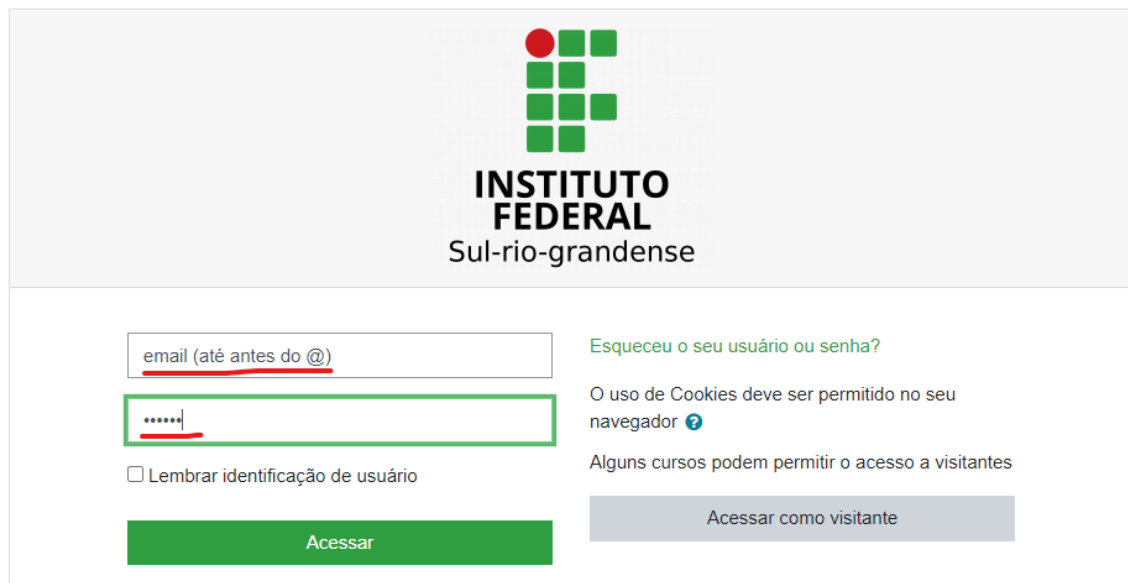 INSTITUTO
FEDERAL
Sul-rio-grandense
email (até antes do @)
••••••
Lembrar identificação de usuário
Acessar
Esqueceu o seu usuário ou senha?
O uso de Cookies deve ser permitido no seu
navegador ?
Alguns cursos podem permitir o acesso a visitantes
Acessar como visitante